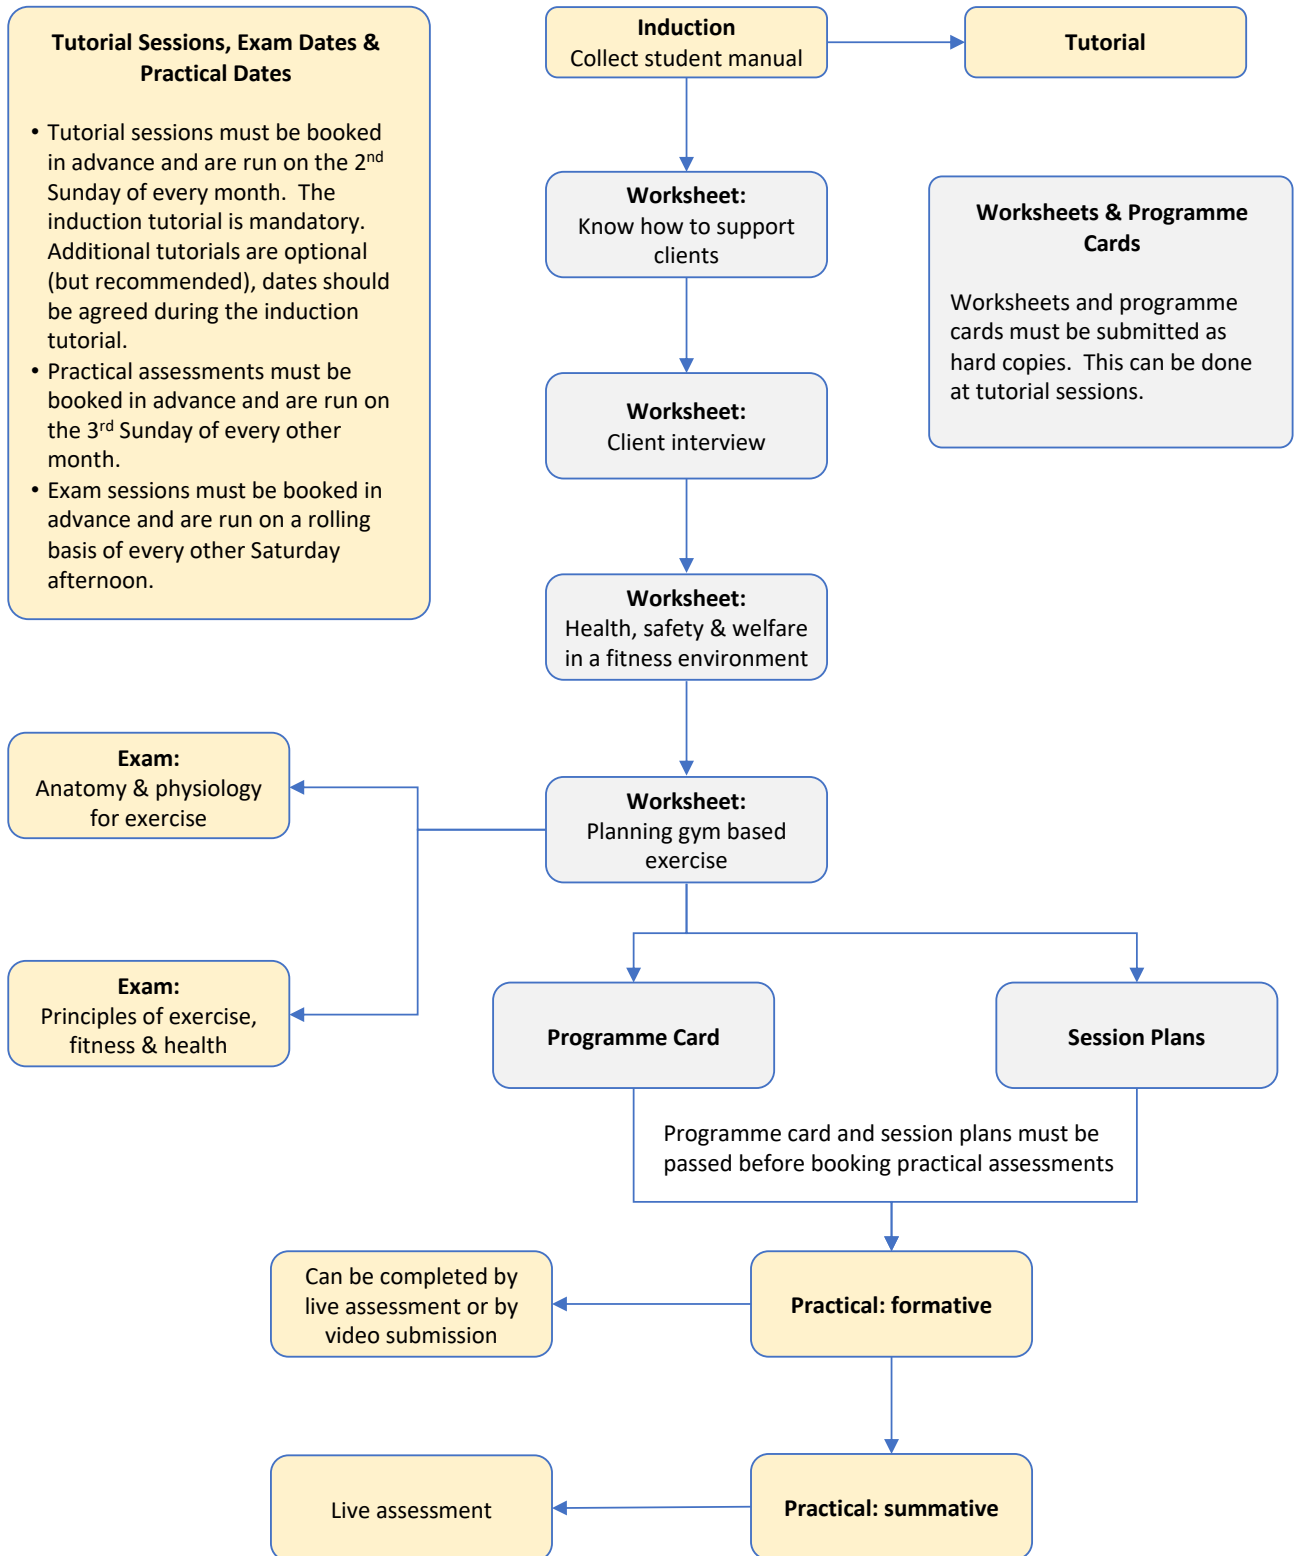 Tutorial Sessions, Exam Dates &
Practical Dates
• Tutorial sessions must be booked
in advance and are run on the 2nd
Sunday of every month.  The
induction tutorial is mandatory.
Additional tutorials are optional
(but recommended), dates should
be agreed during the induction
tutorial.
• Practical assessments must be
booked in advance and are run on
the 3rd Sunday of every other
month.
• Exam sessions must be booked in
advance and are run on a rolling
basis of every other Saturday
afternoon.
Induction
Collect student manual
Tutorial
Worksheet:
Know how to support
clients
Worksheets & Programme
Cards
Worksheets and programme
cards must be submitted as
hard copies.  This can be done
at tutorial sessions.
Worksheet:
Client interview
Worksheet:
Health, safety & welfare
in a fitness environment
Exam:
Anatomy & physiology
for exercise
Worksheet:
Planning gym based
exercise
Exam:
Principles of exercise,
fitness & health
Programme Card
Session Plans
Programme card and session plans must be
passed before booking practical assessments
Can be completed by
live assessment or by
video submission
Practical: formative
Live assessment
Practical: summative